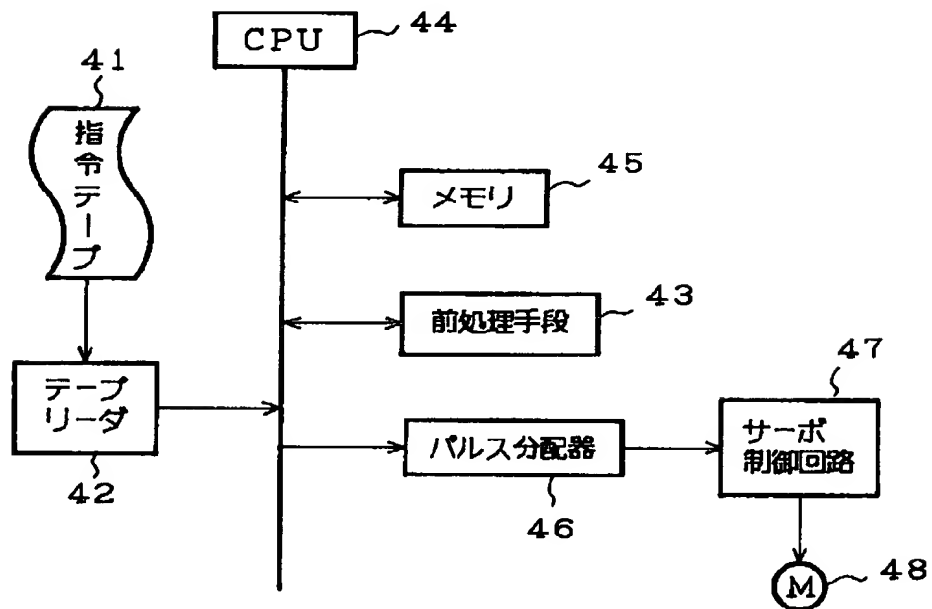 CPU
44
41
指令テープ
メモリ
45
前処理手段
43
テープ
リーダ
42
パルス分配器
46
サーボ
制御回路
47
M
48